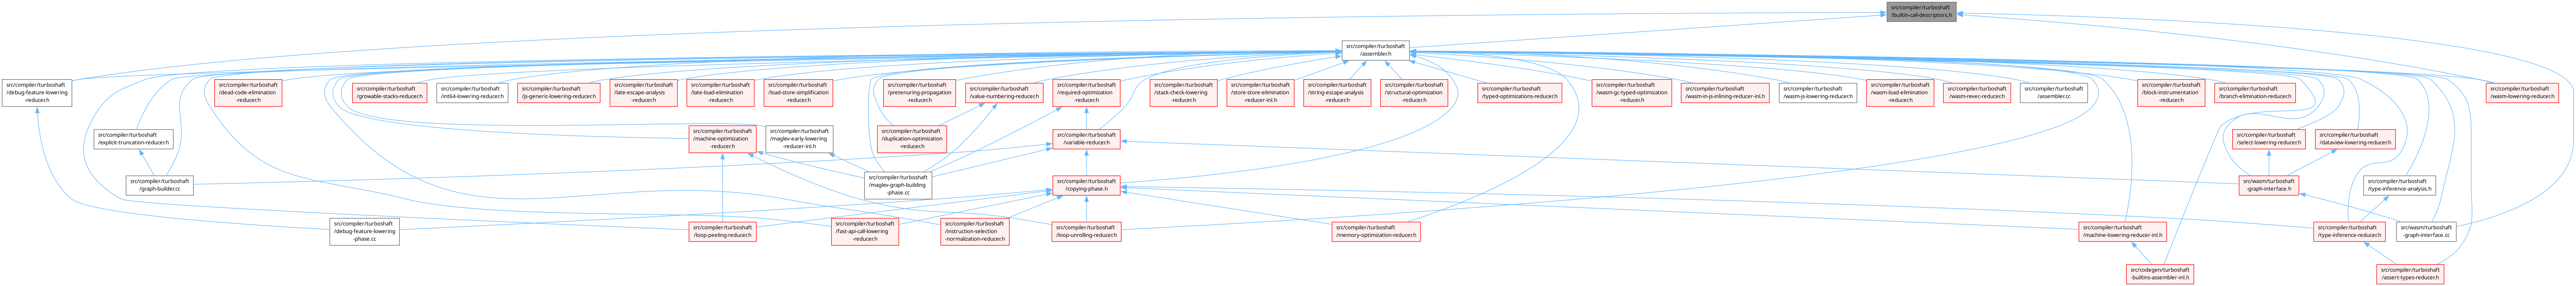 src/compiler/turboshaft
/builtin-call-descriptors.h
src/compiler/turboshaft
/assembler.h
src/compiler/turboshaft
/debug-feature-lowering
-reducer.h
src/compiler/turboshaft
/dead-code-elimination
-reducer.h
src/compiler/turboshaft
/growable-stacks-reducer.h
src/compiler/turboshaft
/int64-lowering-reducer.h
src/compiler/turboshaft
/js-generic-lowering-reducer.h
src/compiler/turboshaft
/late-escape-analysis
-reducer.h
src/compiler/turboshaft
/late-load-elimination
-reducer.h
src/compiler/turboshaft
/load-store-simplification
-reducer.h
src/compiler/turboshaft
/pretenuring-propagation
-reducer.h
src/compiler/turboshaft
/value-numbering-reducer.h
src/compiler/turboshaft
/required-optimization
-reducer.h
src/compiler/turboshaft
/stack-check-lowering
-reducer.h
src/compiler/turboshaft
/store-store-elimination
-reducer-inl.h
src/compiler/turboshaft
/string-escape-analysis
-reducer.h
src/compiler/turboshaft
/structural-optimization
-reducer.h
src/compiler/turboshaft
/typed-optimizations-reducer.h
src/compiler/turboshaft
/wasm-gc-typed-optimization
-reducer.h
src/compiler/turboshaft
/wasm-in-js-inlining-reducer-inl.h
src/compiler/turboshaft
/wasm-js-lowering-reducer.h
src/compiler/turboshaft
/wasm-load-elimination
-reducer.h
src/compiler/turboshaft
/wasm-revec-reducer.h
src/compiler/turboshaft
/assembler.cc
src/compiler/turboshaft
/block-instrumentation
-reducer.h
src/compiler/turboshaft
/branch-elimination-reducer.h
src/compiler/turboshaft
/wasm-lowering-reducer.h
src/compiler/turboshaft
/explicit-truncation-reducer.h
src/compiler/turboshaft
/machine-optimization
-reducer.h
src/compiler/turboshaft
/maglev-early-lowering
-reducer-inl.h
src/compiler/turboshaft
/duplication-optimization
-reducer.h
src/compiler/turboshaft
/variable-reducer.h
src/compiler/turboshaft
/select-lowering-reducer.h
src/compiler/turboshaft
/dataview-lowering-reducer.h
src/compiler/turboshaft
/graph-builder.cc
src/compiler/turboshaft
/maglev-graph-building
-phase.cc
src/compiler/turboshaft
/copying-phase.h
src/wasm/turboshaft
-graph-interface.h
src/compiler/turboshaft
/type-inference-analysis.h
src/compiler/turboshaft
/debug-feature-lowering
-phase.cc
src/compiler/turboshaft
/loop-peeling-reducer.h
src/compiler/turboshaft
/fast-api-call-lowering
-reducer.h
src/compiler/turboshaft
/instruction-selection
-normalization-reducer.h
src/compiler/turboshaft
/loop-unrolling-reducer.h
src/compiler/turboshaft
/memory-optimization-reducer.h
src/compiler/turboshaft
/machine-lowering-reducer-inl.h
src/compiler/turboshaft
/type-inference-reducer.h
src/wasm/turboshaft
-graph-interface.cc
src/codegen/turboshaft
-builtins-assembler-inl.h
src/compiler/turboshaft
/assert-types-reducer.h